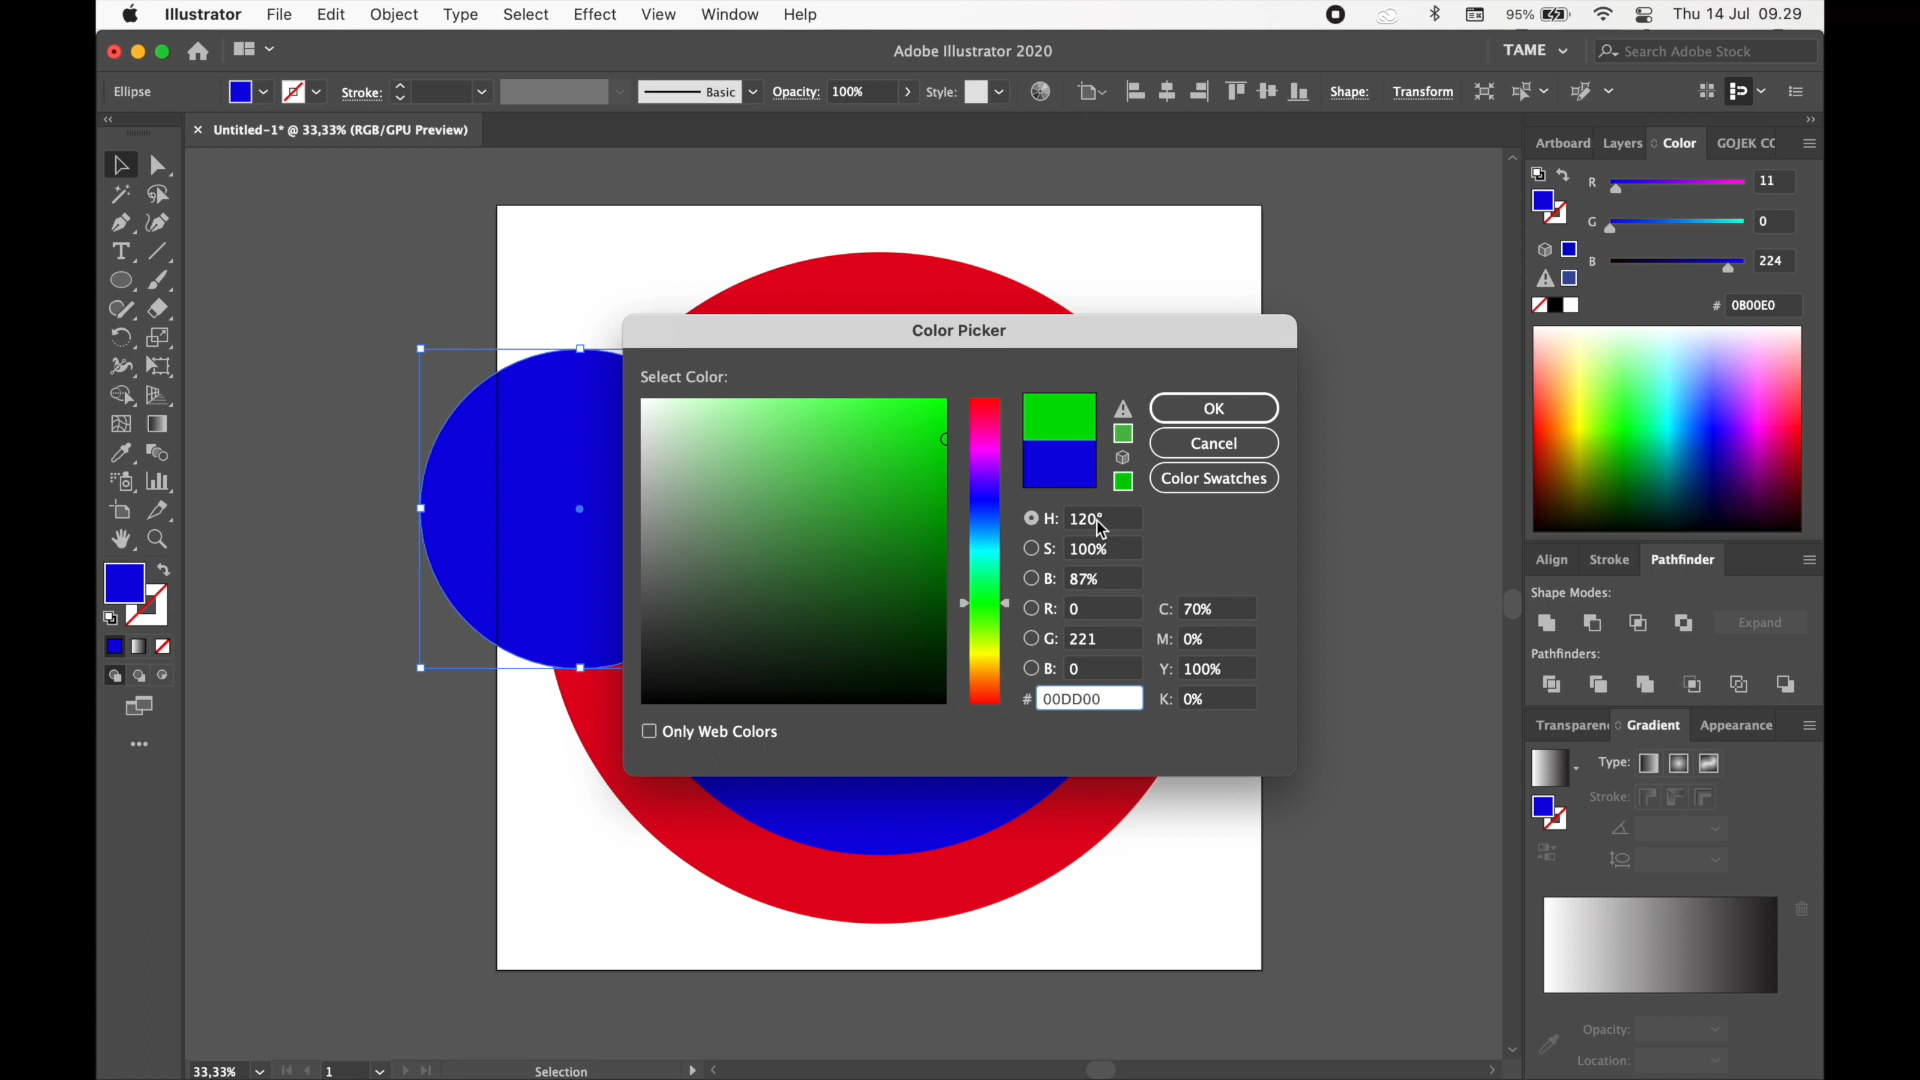 Illustrator File Edit Object Type Select Effect View Window Help 95% Thu 14 Jul 09.29
Adobe Illustrator 2020 TAME Search Adobe Stock
Ellipse Stroke: Basic Opacity: 100% Style: Shape: Transform
Untitled-1* @ 33,33% (RGB/GPU Preview)
Artboard Layers Color GOJEK CC
R 11
G 0
B 224
# 0B00E0
Color Picker
Select Color:
OK
Cancel
Color Swatches
H: 120°
S: 100%
B: 87%
R: 0 C: 70%
G: 221 M: 0%
B: 0 Y: 100%
# 00DD00 K: 0%
Only Web Colors
Align Stroke Pathfinder
Shape Modes:
Expand
Pathfinders:
Transparen Gradient Appearance
Type:
Stroke:
Opacity:
Location:
33,33% 1 Selection